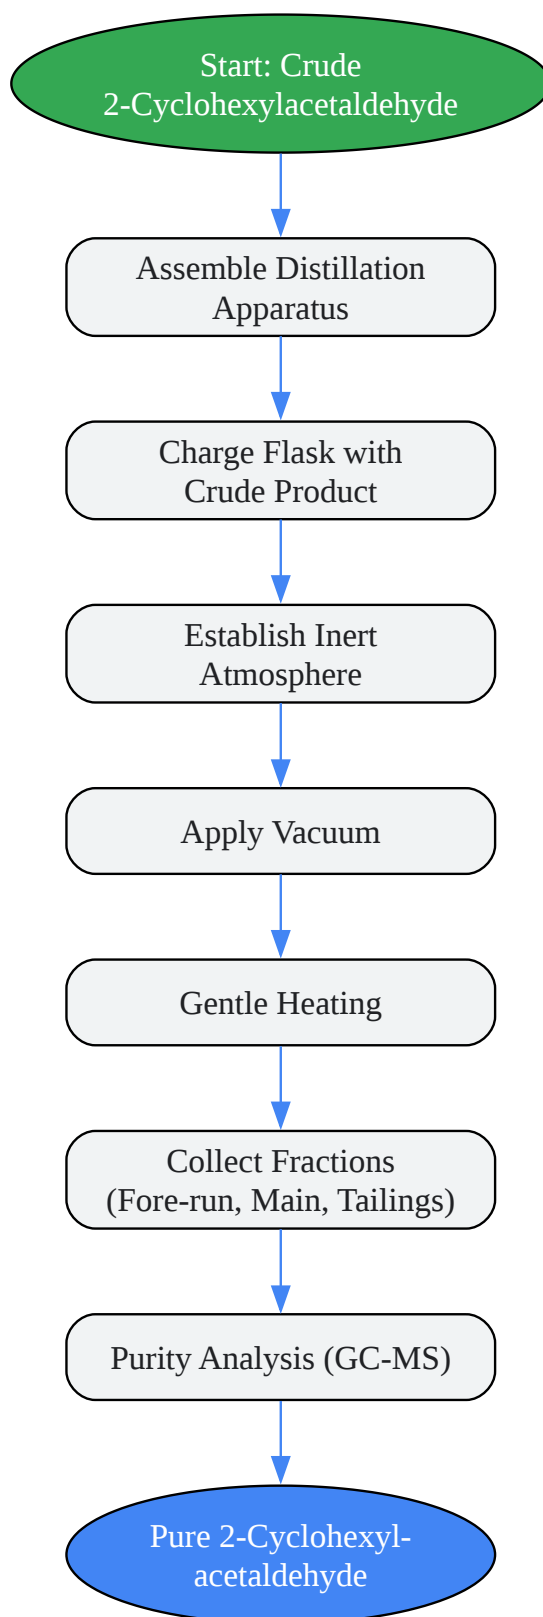 Start: Crude
2-Cyclohexylacetaldehyde
Assemble Distillation
Apparatus
Charge Flask with
Crude Product
Establish Inert
Atmosphere
Apply Vacuum
Gentle Heating
Collect Fractions
(Fore-run, Main, Tailings)
Purity Analysis (GC-MS)
Pure 2-Cyclohexyl-
acetaldehyde